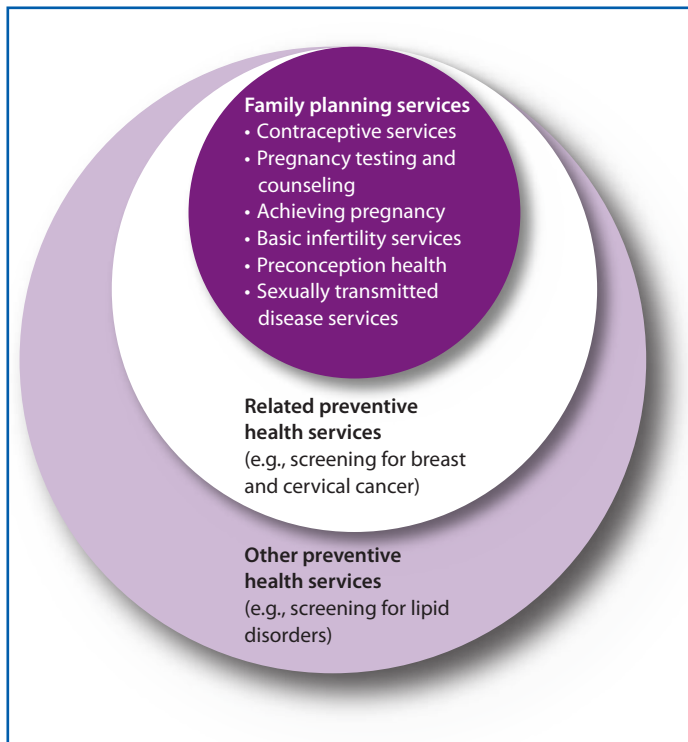 Family planning services
• Contraceptive services
• Pregnancy testing and
counseling
• Achieving pregnancy
• Basic infertility services
• Preconception health
• Sexually transmitted
disease services
Related preventive
health services
(e.g., screening for breast
and cervical cancer)
Other preventive
health services
(e.g., screening for lipid
disorders)